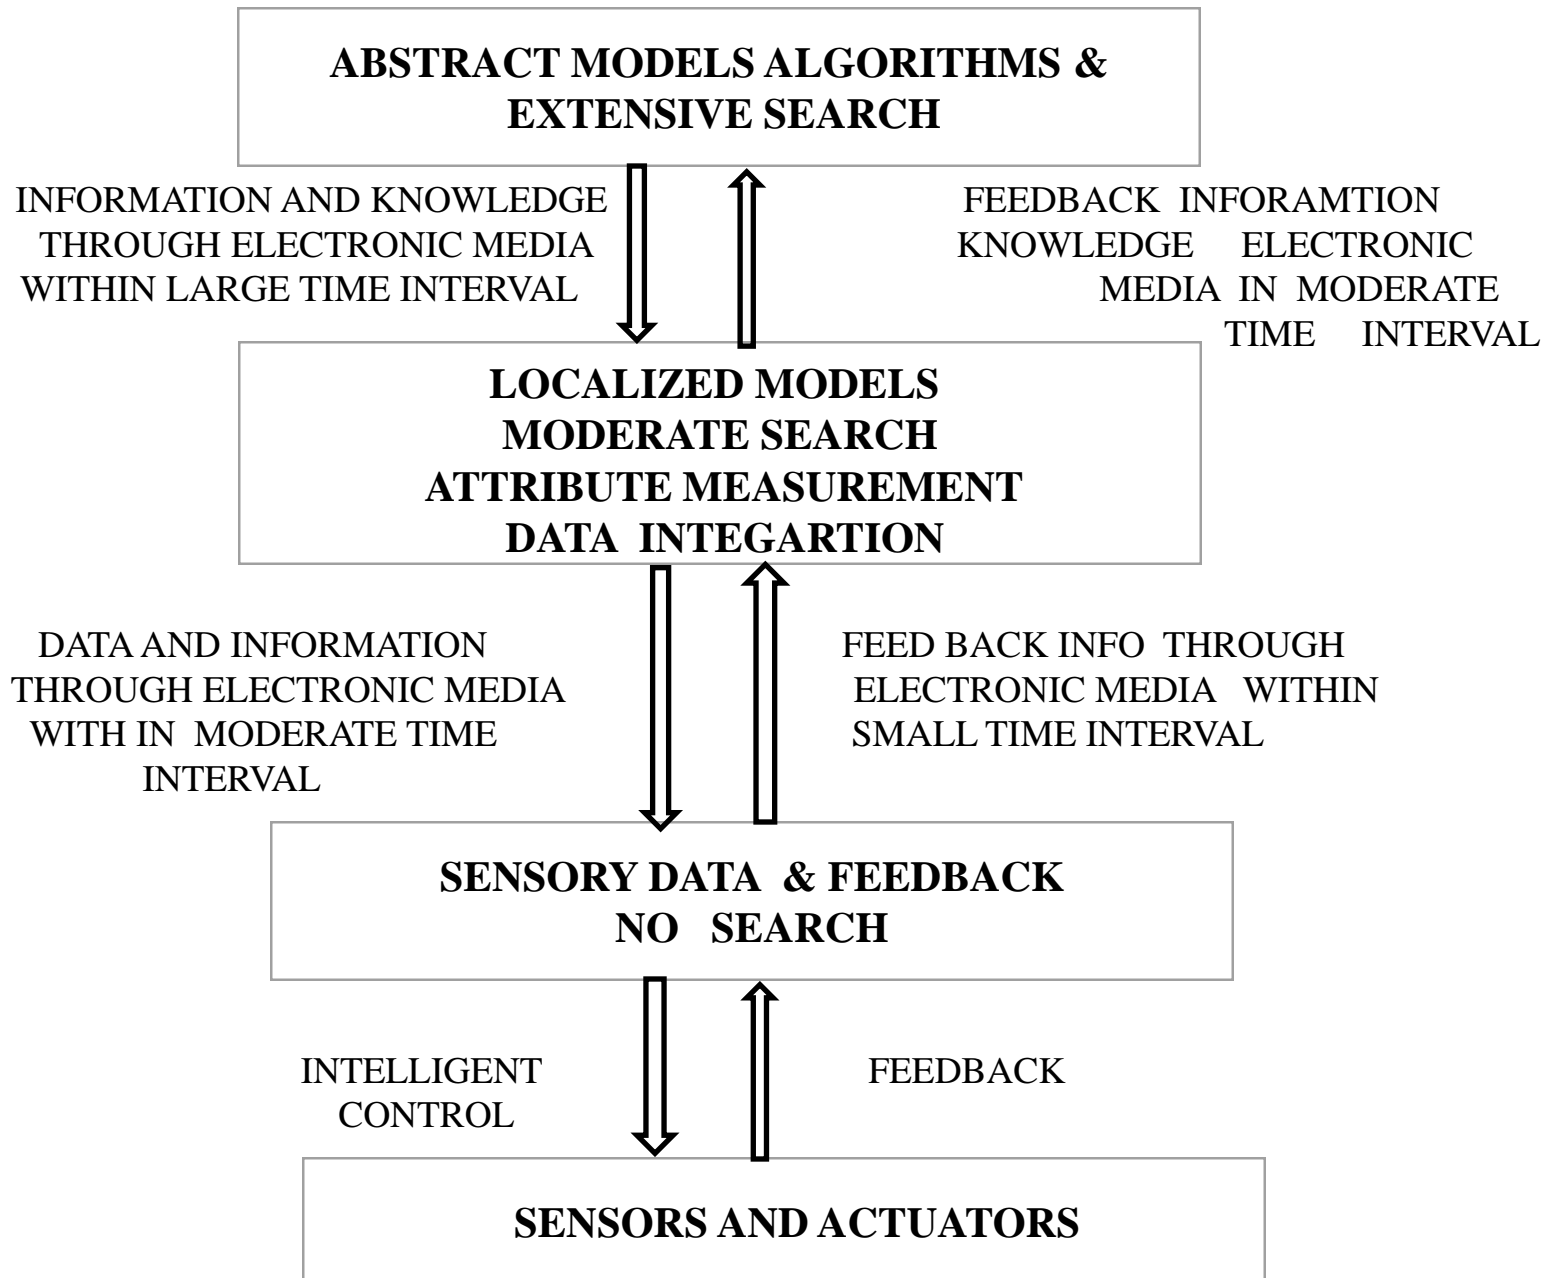 ABSTRACT MODELS ALGORITHMS &
EXTENSIVE SEARCH
INFORMATION AND KNOWLEDGE
THROUGH ELECTRONIC MEDIA
WITHIN LARGE TIME INTERVAL
FEEDBACK INFORAMTION
KNOWLEDGE ELECTRONIC
MEDIA IN MODERATE
TIME INTERVAL
LOCALIZED MODELS
MODERATE SEARCH
ATTRIBUTE MEASUREMENT
DATA INTEGARTION
DATA AND INFORMATION
THROUGH ELECTRONIC MEDIA
WITH IN MODERATE TIME
INTERVAL
FEED BACK INFO THROUGH
ELECTRONIC MEDIA WITHIN
SMALL TIME INTERVAL
SENSORY DATA & FEEDBACK
NO SEARCH
INTELLIGENT
CONTROL
FEEDBACK
SENSORS AND ACTUATORS